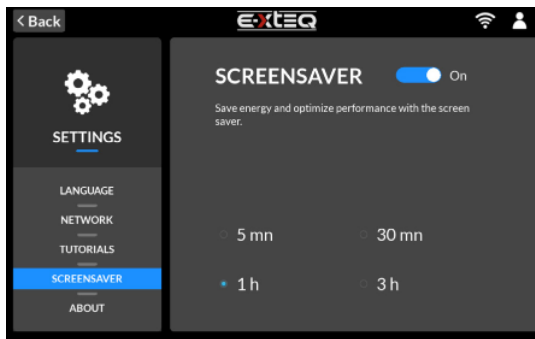 < Back
E-XTEQ
SETTINGS
LANGUAGE
NETWORK
TUTORIALS
SCREENSAVER
ABOUT
SCREENSAVER
On
Save energy and optimize performance with the screen
saver.
5 mn
30 mn
1 h
3 h